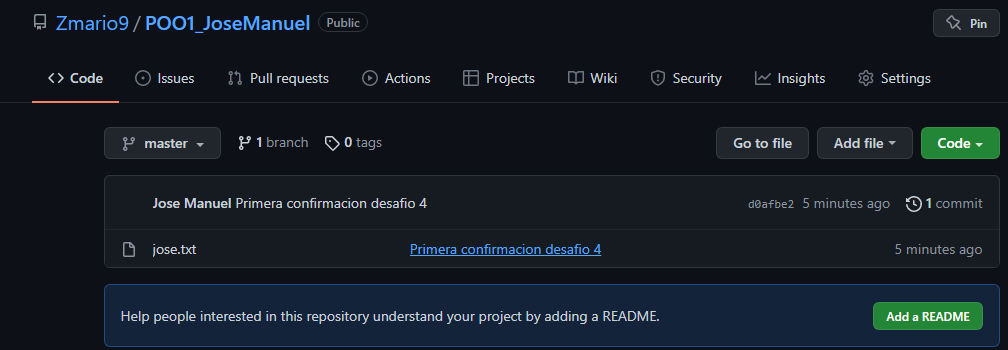 Zmario9 / POO1_JoseManuel Public Pin
Code Issues Pull requests Actions Projects Wiki Security Insights Settings
master 1 branch 0 tags Go to file Add file Code
Jose Manuel Primera confirmacion desafio 4 d0afbe2 5 minutes ago 1 commit
jose.txt Primera confirmacion desafio 4 5 minutes ago
Help people interested in this repository understand your project by adding a README. Add a README